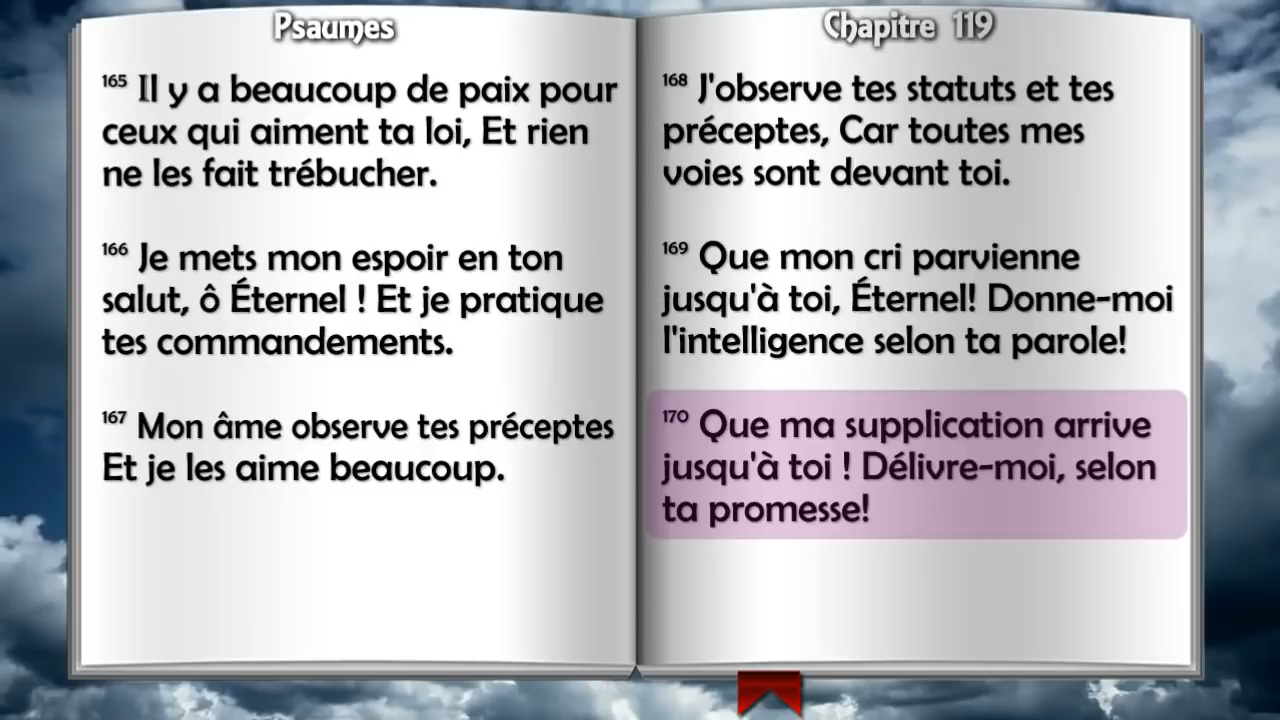 Psaumes
165 Il y a beaucoup de paix pour
ceux qui aiment ta loi, Et rien
ne les fait trébucher.
166 Je mets mon espoir en ton
salut, ô Éternel ! Et je pratique
tes commandements.
167 Mon âme observe tes préceptes
Et je les aime beaucoup.
Chapitre 119
168 J'observe tes statuts et tes
préceptes, Car toutes mes
voies sont devant toi.
169 Que mon cri parvienne
jusqu'à toi, Éternel! Donne-moi
l'intelligence selon ta parole!
170 Que ma supplication arrive
jusqu'à toi ! Délivre-moi, selon
ta promesse!